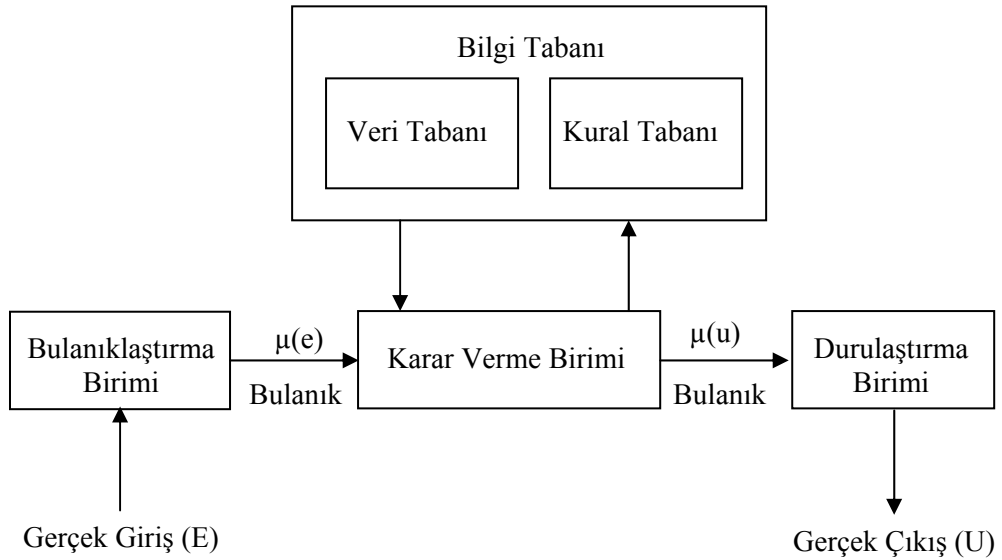 Bilgi Tabanı
Veri Tabanı
Kural Tabanı
Bulanıklaştırma
Birimi
µ(e)
Bulanık
Karar Verme Birimi
µ(u)
Bulanık
Durulaştırma
Birimi
Gerçek Giriş (E)
Gerçek Çıkış (U)